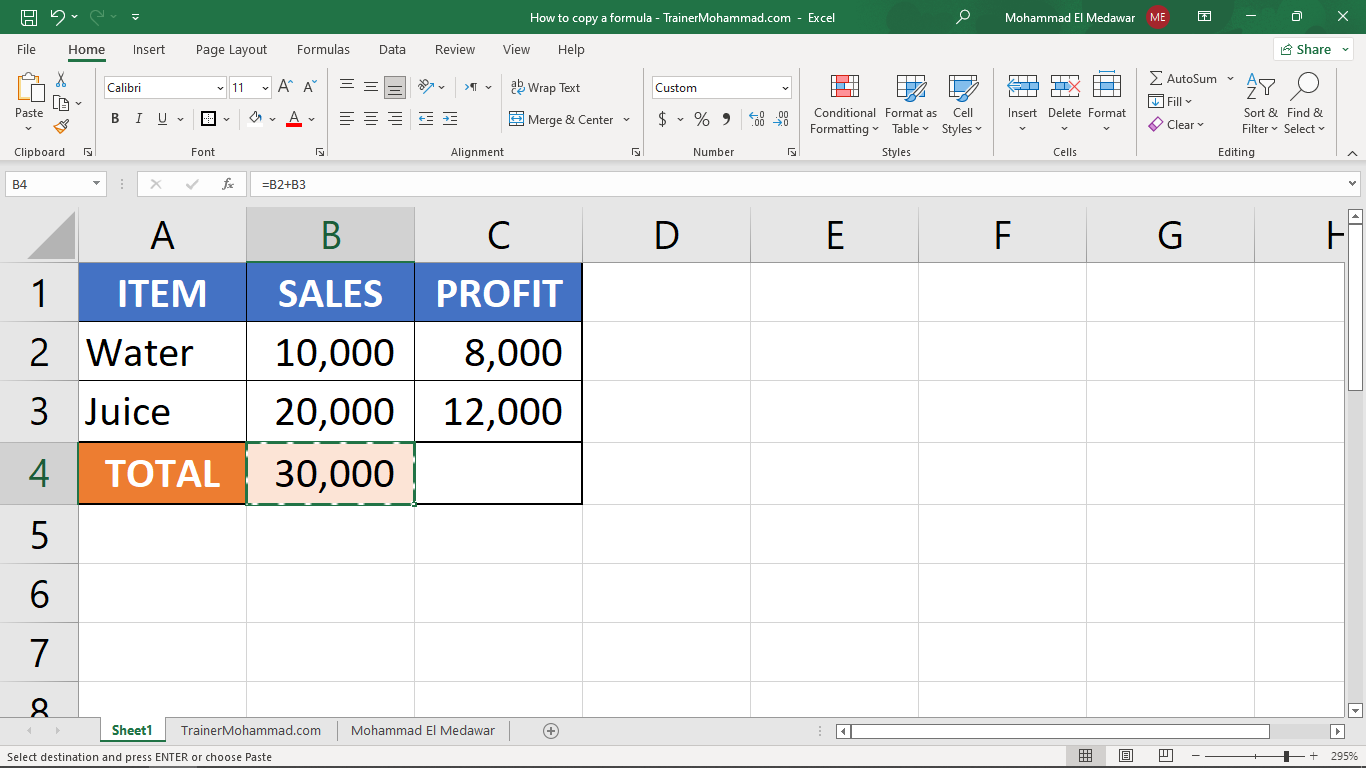 How to copy a formula - TrainerMohammad.com - Excel
Mohammad El Medawar
ME
File Home Insert Page Layout Formulas Data Review View Help
Share
Paste
Clipboard
Calibri 11
B I U A
Font
ab Wrap Text
Merge & Center
Alignment
Custom
$ % 9 .00 .00
Number
Conditional Formatting
Format as Table
Cell Styles
Styles
Insert Delete Format
Cells
AutoSum
Fill
Clear
Sort & Filter
Find & Select
Editing
B4 fx =B2+B3
A B C D E F G H
1 ITEM SALES PROFIT
2 Water 10,000 8,000
3 Juice 20,000 12,000
4 TOTAL 30,000
5
6
7
8
Sheet1 TrainerMohammad.com Mohammad El Medawar
Select destination and press ENTER or choose Paste
295%